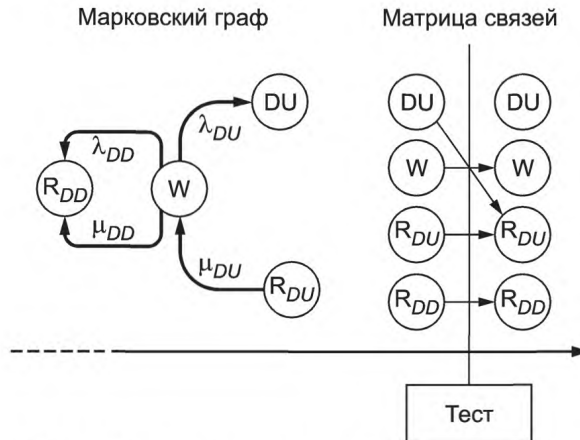 Марковский граф
Матрица связей
DU
λDU
λDD
RDD
W
μDD
μDU
RDU
DU
DU
W
W
RDU
RDU
RDD
RDD
Тест